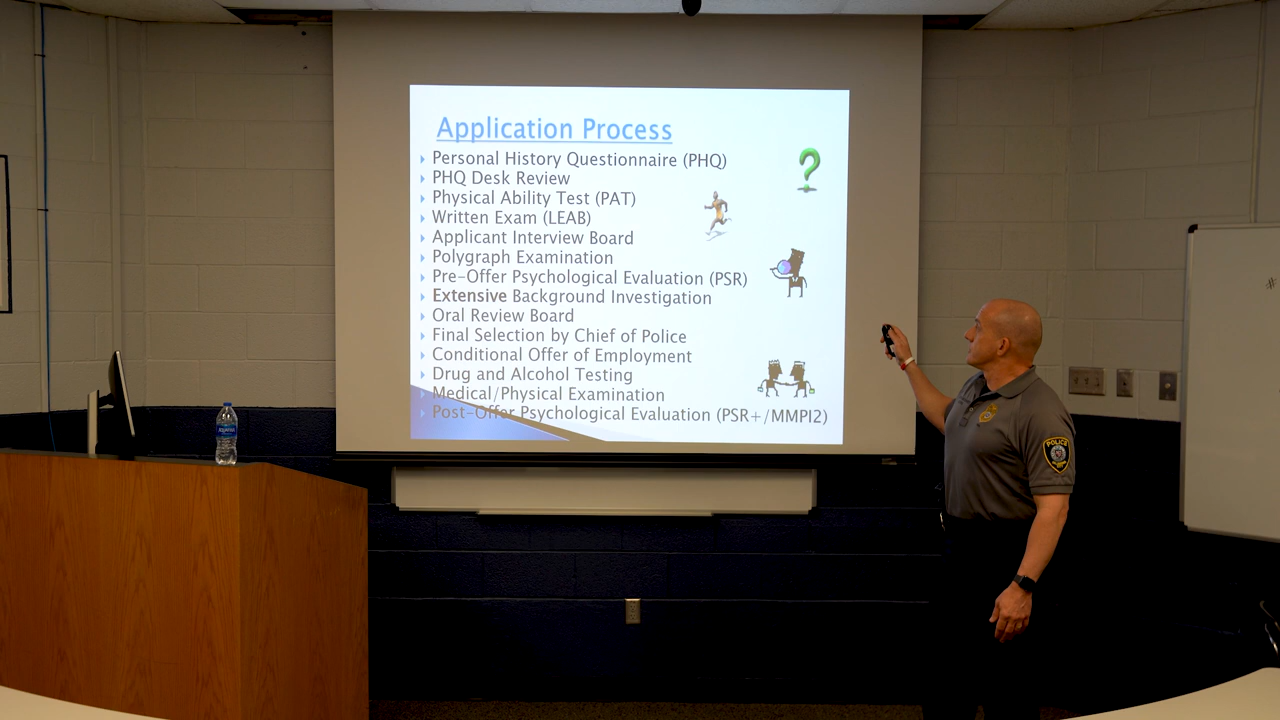 Application Process
Personal History Questionnaire (PHQ)
PHQ Desk Review
Physical Ability Test (PAT)
Written Exam (LEAB)
Applicant Interview Board
Polygraph Examination
Pre-Offer Psychological Evaluation (PSR)
Extensive Background Investigation
Oral Review Board
Final Selection by Chief of Police
Conditional Offer of Employment
Drug and Alcohol Testing
Medical/Physical Examination
Post-Offer Psychological Evaluation (PSR+/MMPI2)
POLICE